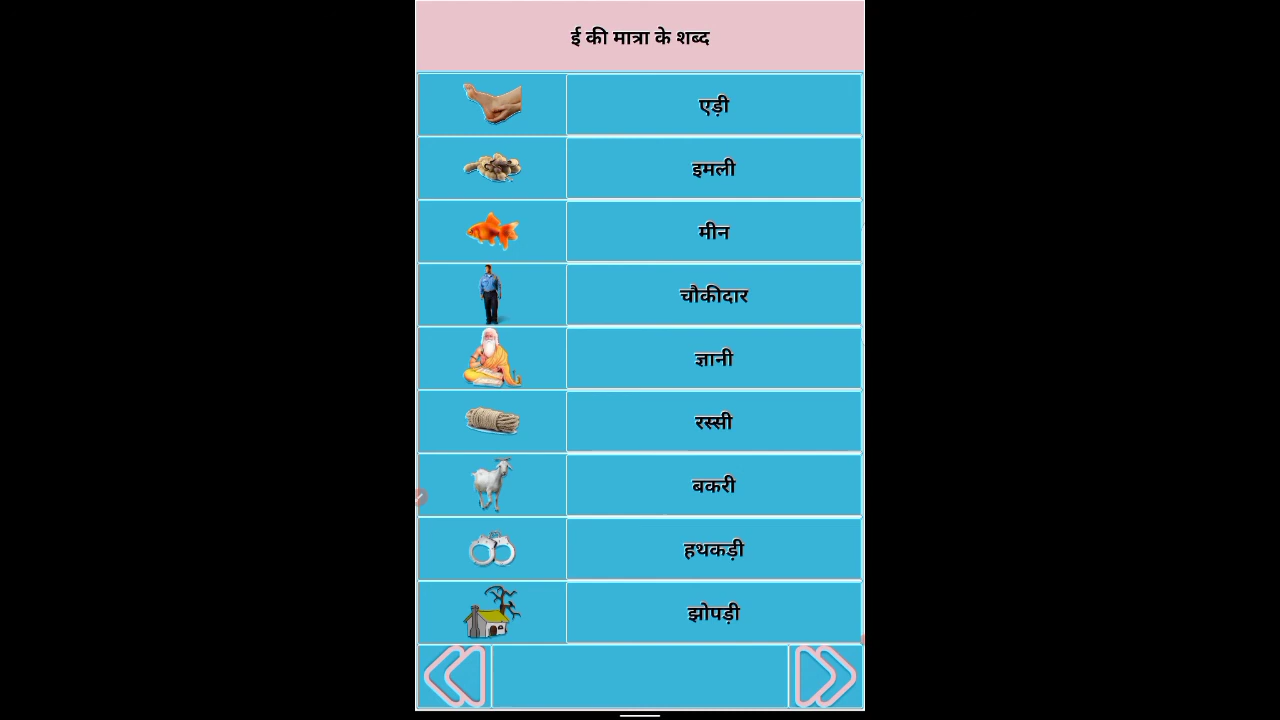 ई की मात्रा के शब्द
एड़ी
इमली
मीन
चौकीदार
ज्ञानी
रस्सी
बकरी
हथकड़ी
झोपड़ी